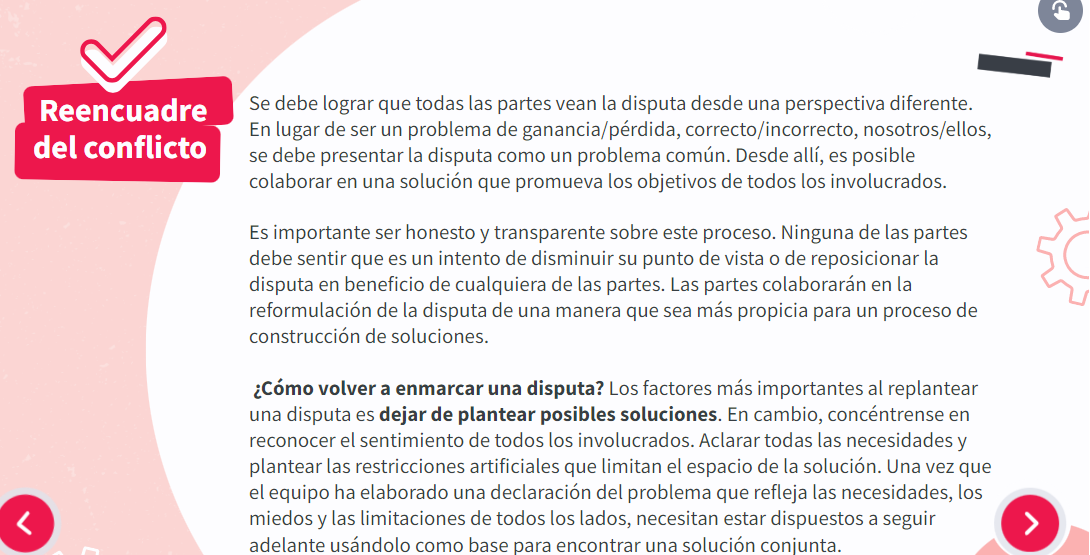 Reencuadre
del conflicto
Se debe lograr que todas las partes vean la disputa desde una perspectiva diferente.
En lugar de ser un problema de ganancia/pérdida, correcto/incorrecto, nosotros/ellos,
se debe presentar la disputa como un problema común. Desde allí, es posible
colaborar en una solución que promueva los objetivos de todos los involucrados.
Es importante ser honesto y transparente sobre este proceso. Ninguna de las partes
debe sentir que es un intento de disminuir su punto de vista o de reposicionar la
disputa en beneficio de cualquiera de las partes. Las partes colaborarán en la
reformulación de la disputa de una manera que sea más propicia para un proceso de
construcción de soluciones.
¿Cómo volver a enmarcar una disputa? Los factores más importantes al replantear
una disputa es dejar de plantear posibles soluciones. En cambio, concéntrense en
reconocer el sentimiento de todos los involucrados. Aclarar todas las necesidades y
plantear las restricciones artificiales que limitan el espacio de la solución. Una vez que
el equipo ha elaborado una declaración del problema que refleja las necesidades, los
miedos y las limitaciones de todos los lados, necesitan estar dispuestos a seguir
adelante usándolo como base para encontrar una solución conjunta.